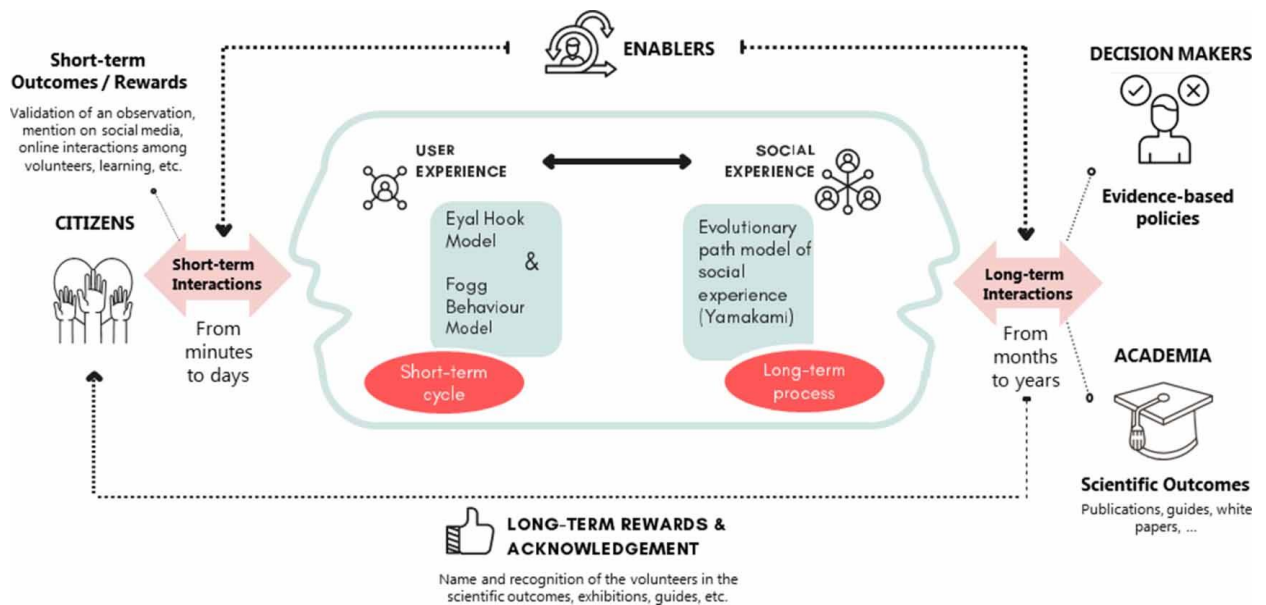 ENABLERS
Short-term
Outcomes / Rewards
Validation of an observation,
mention on social media,
online interactions among
volunteers, learning, etc.
CITIZENS
Short-term
Interactions
From
minutes
to days
USER
EXPERIENCE
Eyal Hook
Model
&
Fogg
Behaviour
Model
Short-term
cycle
SOCIAL
EXPERIENCE
Evolutionary
path model of
social
experience
(Yamakami)
Long-term
process
Long-term
Interactions
From
months
to years
DECISION MAKERS
Evidence-based
policies
ACADEMIA
Scientific Outcomes
Publications, guides, white
papers, ...
LONG-TERM REWARDS &
ACKNOWLEDGEMENT
Name and recognition of the volunteers in the
scientific outcomes, exhibitions, guides, etc.